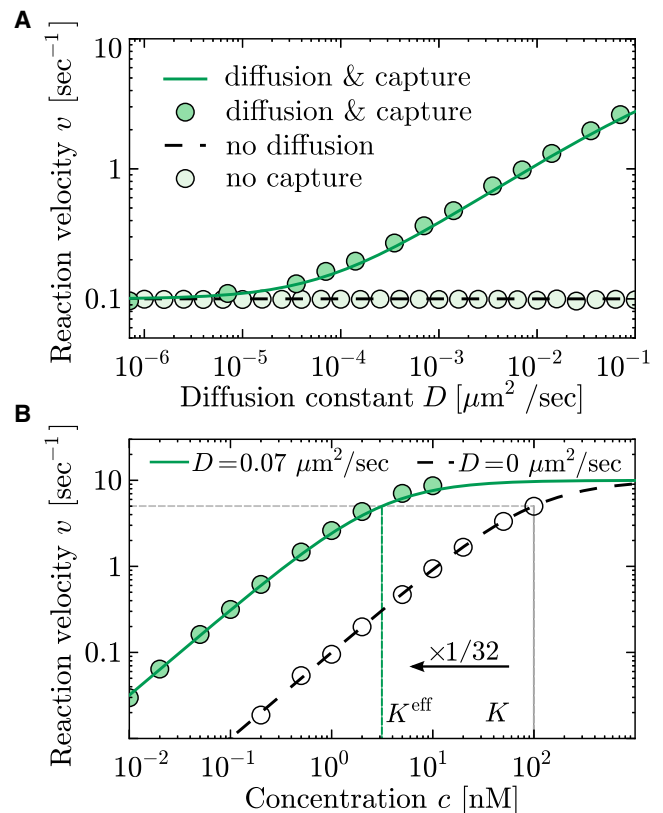 A
Reaction velocity v [sec⁻¹]
10
1
0.1
diffusion & capture
diffusion & capture
no diffusion
no capture
10⁻⁶ 10⁻⁵ 10⁻⁴ 10⁻³ 10⁻² 10⁻¹
Diffusion constant D [μm² /sec]
B
Reaction velocity v [sec⁻¹]
D=0.07 μm²/sec D=0 μm²/sec
10
1
0.1
×1/32
K^eff K
10⁻² 10⁻¹ 10⁰ 10¹ 10²
Concentration c [nM]